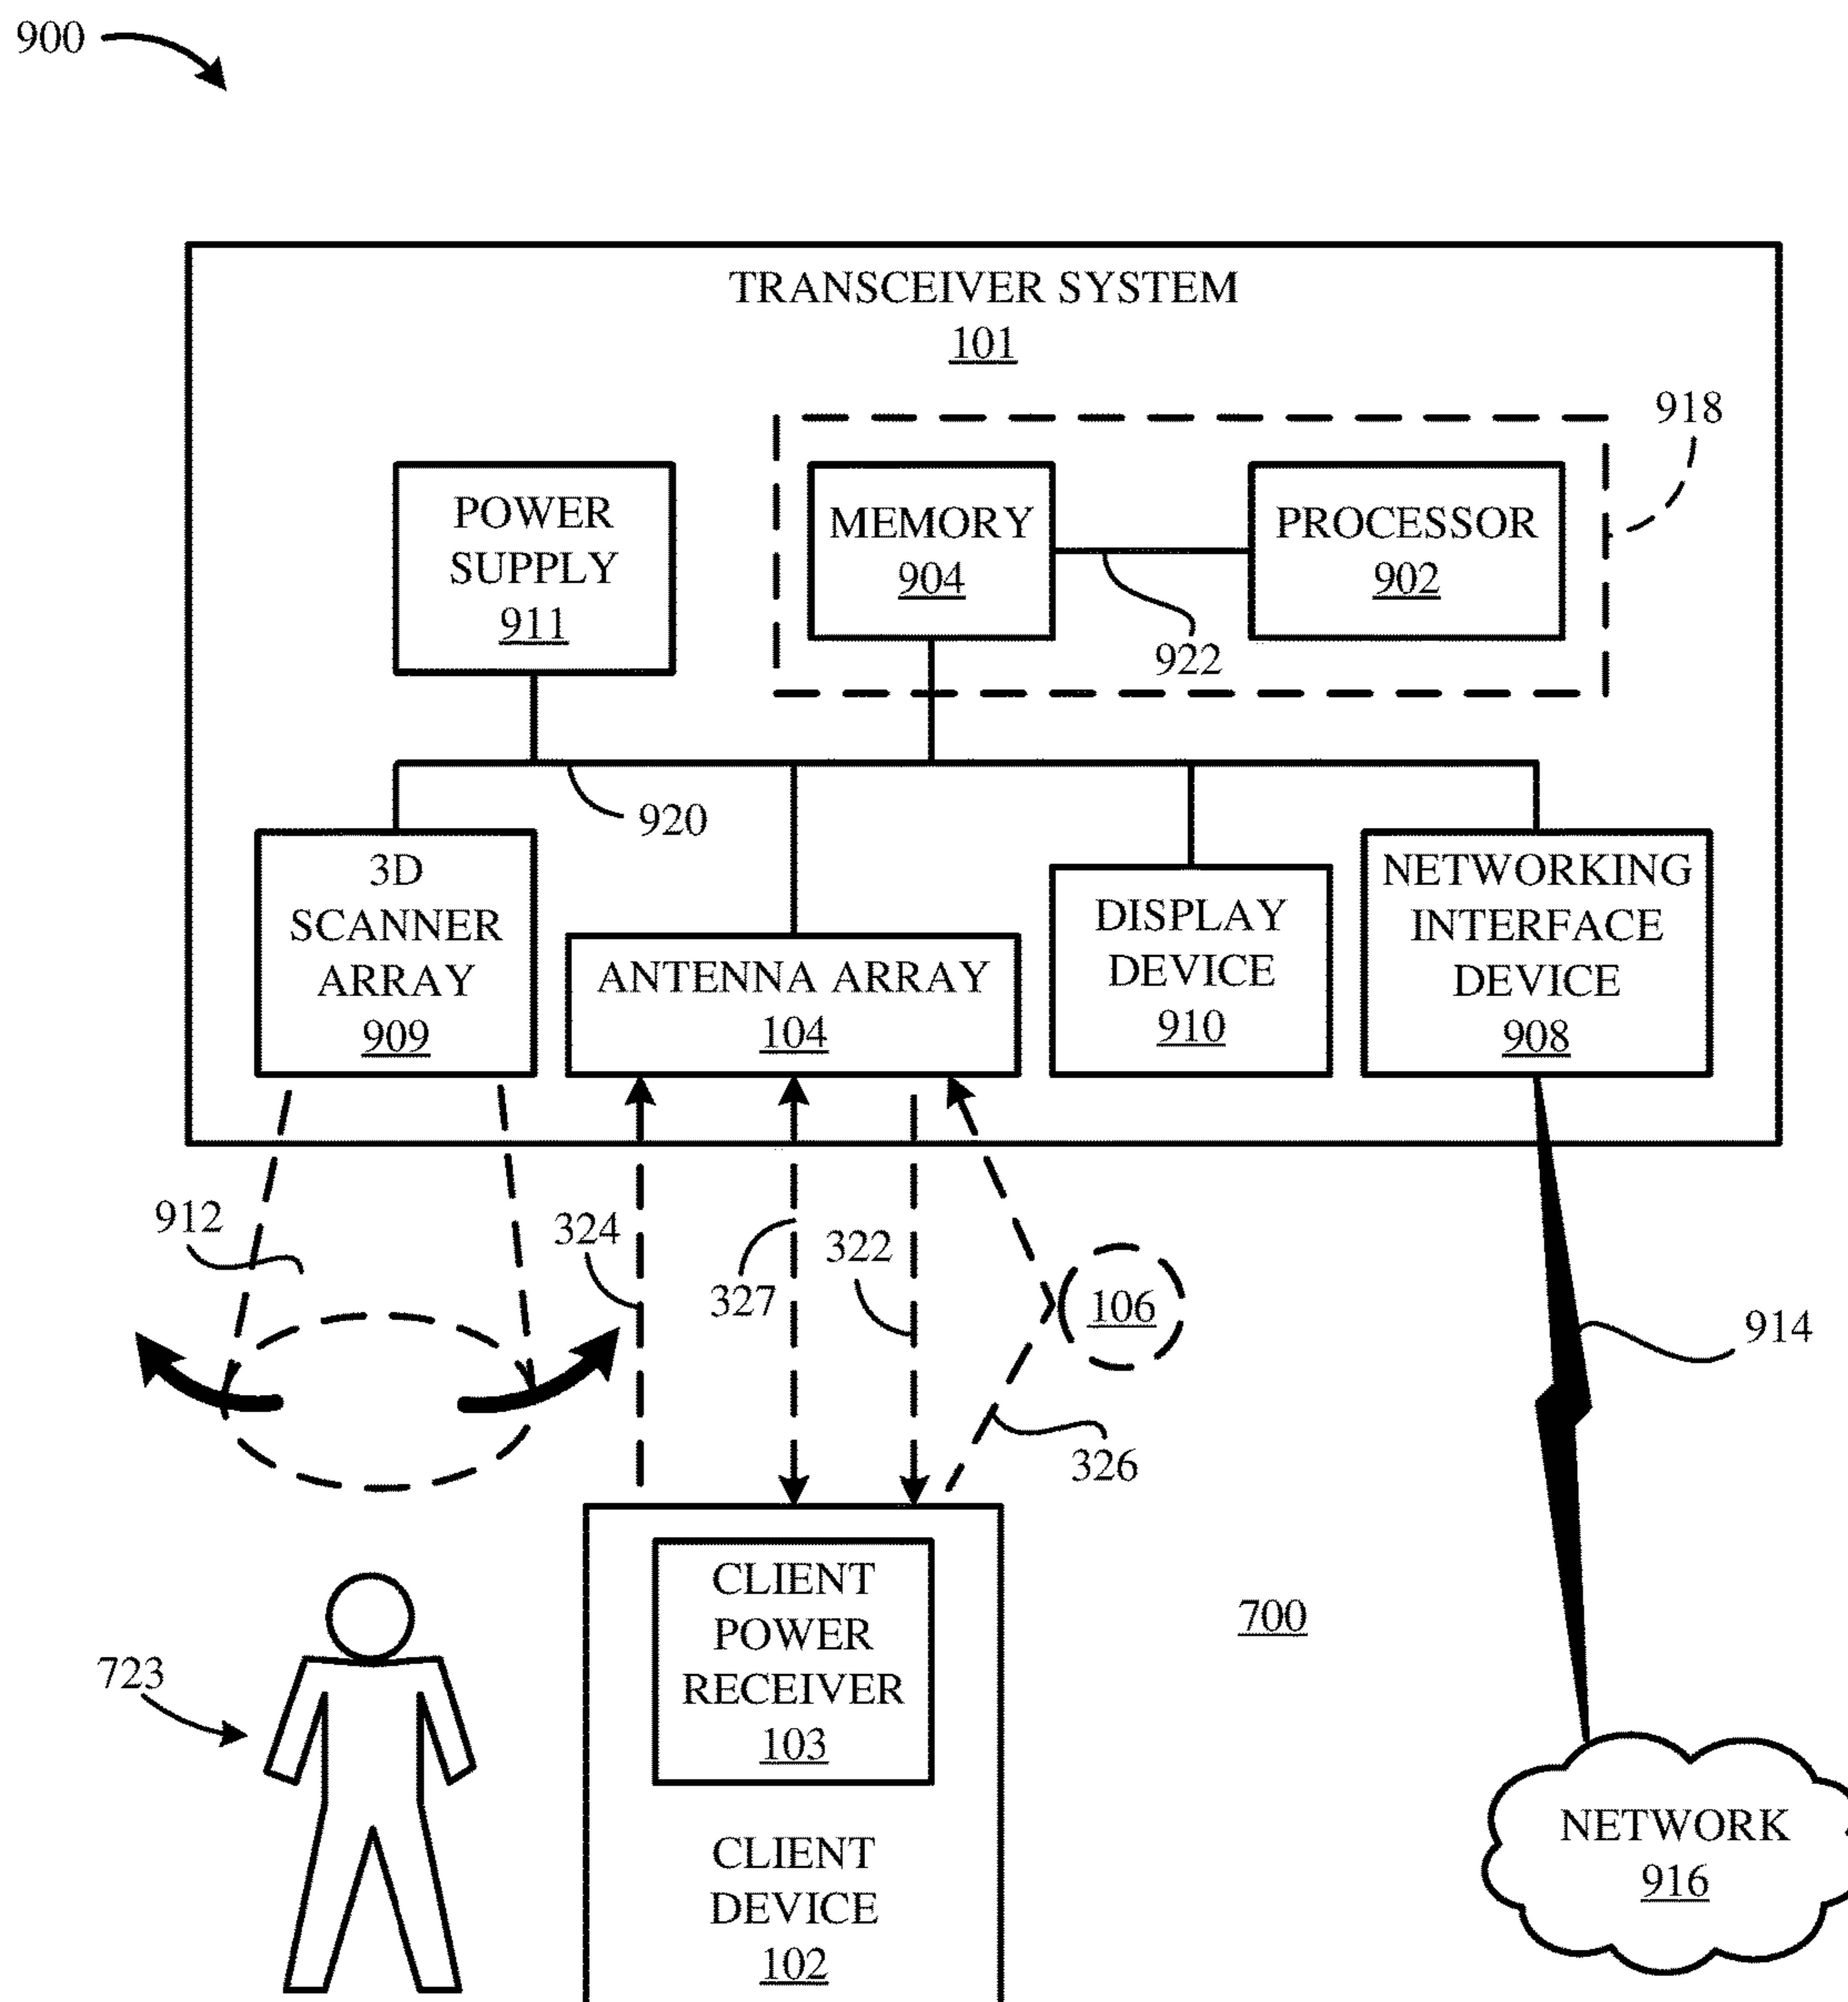 900
TRANSCEIVER SYSTEM
101
918
POWER
SUPPLY
911
MEMORY
904
PROCESSOR
902
922
920
3D
SCANNER
ARRAY
909
ANTENNA ARRAY
104
DISPLAY
DEVICE
910
NETWORKING
INTERFACE
DEVICE
908
912
324
327
322
106
914
326
CLIENT
POWER
RECEIVER
103
700
723
CLIENT
DEVICE
102
NETWORK
916